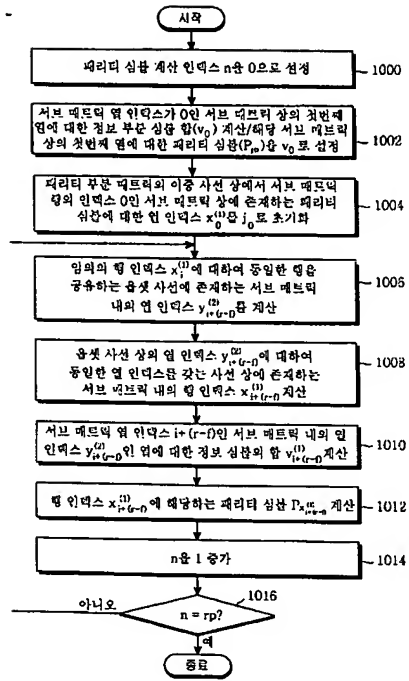 시작
패리티 심볼 계산 인덱스 n을 0으로 설정
1000
서브 매트릭 열 인덱스가 0인 서브 매트릭 상의 첫번째
열에 대한 정보 부분 심볼 합(v₀) 계산/해당 서브 매트릭
상의 첫번째 열에 대한 패리티 심볼 v₀로 설정
1002
패리티 부분 매트릭의 이중 사선 상에서 서브 매트릭
행의 인덱스 0인 서브 매트릭 상에 존재하는 패리티
심볼에 대한 인덱스 x₀⁽¹⁾를 j₀로 초기화
1004
임의의 행 인덱스 xᵢ⁽¹⁾에 대하여 동일한 행을
공유하는 옵셋 사선에 존재하는 서브 매트릭
내의 열 인덱스 y⁽²⁾i+(r-f)를 계산
1006
옵셋 사선 상의 열 인덱스 y⁽²⁾i+(r-f)에 대하여
동일한 열 인덱스를 갖는 사선 상에 존재하는
서브 매트릭 내의 행 인덱스 x⁽¹⁾i+(r-f) 계산
1008
서브 매트릭 열 인덱스 i+(r-f)인 서브 매트릭 내의 열
인덱스 y⁽²⁾i+(r-f)인 열에 대한 정보 심볼의 합 v⁽¹⁾i+(r-f) 계산
1010
행 인덱스 x⁽¹⁾i+(r-f)에 해당하는 패리티 심볼 계산
1012
n을 1 증가
1014
1016
아니오
n = rp?
예
종료